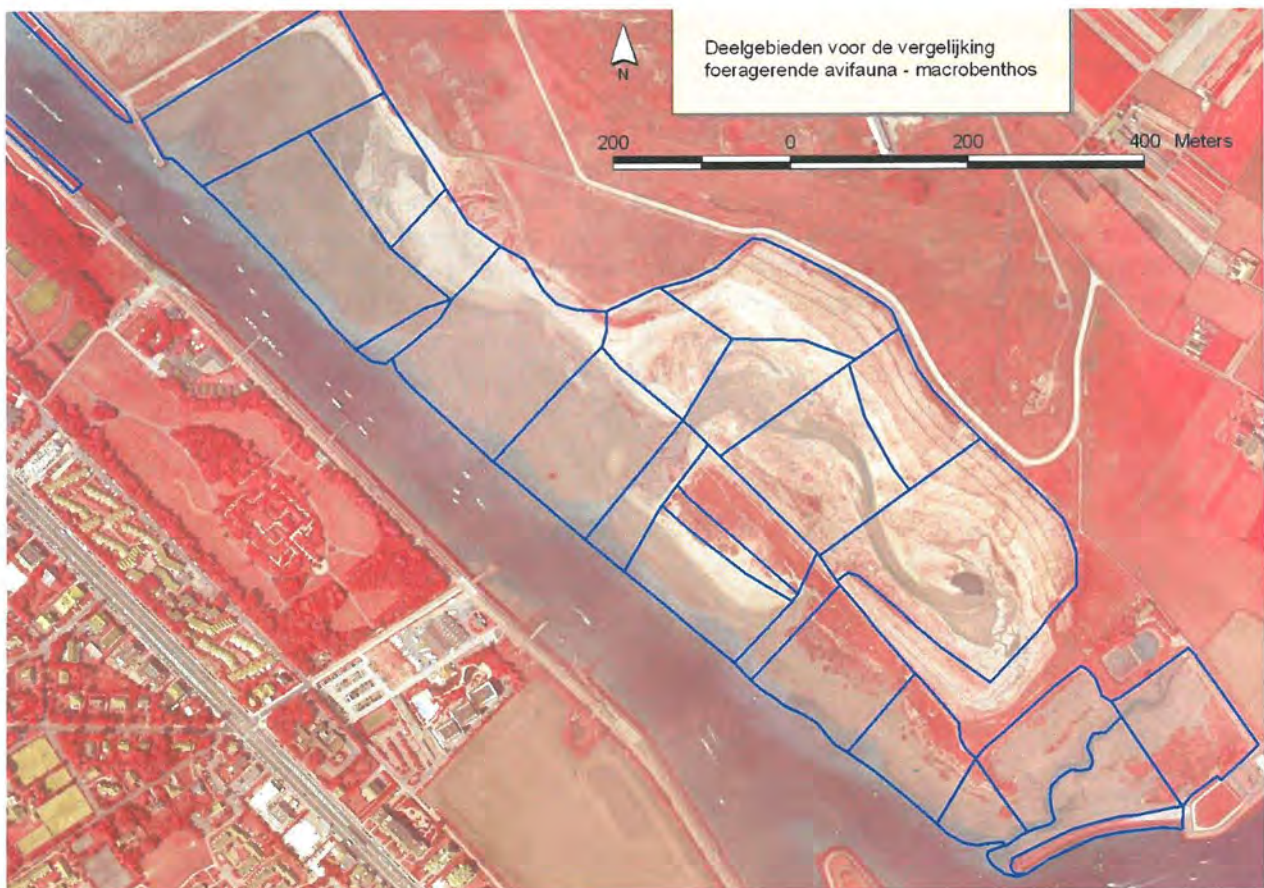 Deelgebieden voor de vergelijking
foeragerende avifauna - macrobenthos
N
200 0 200 400 Meters